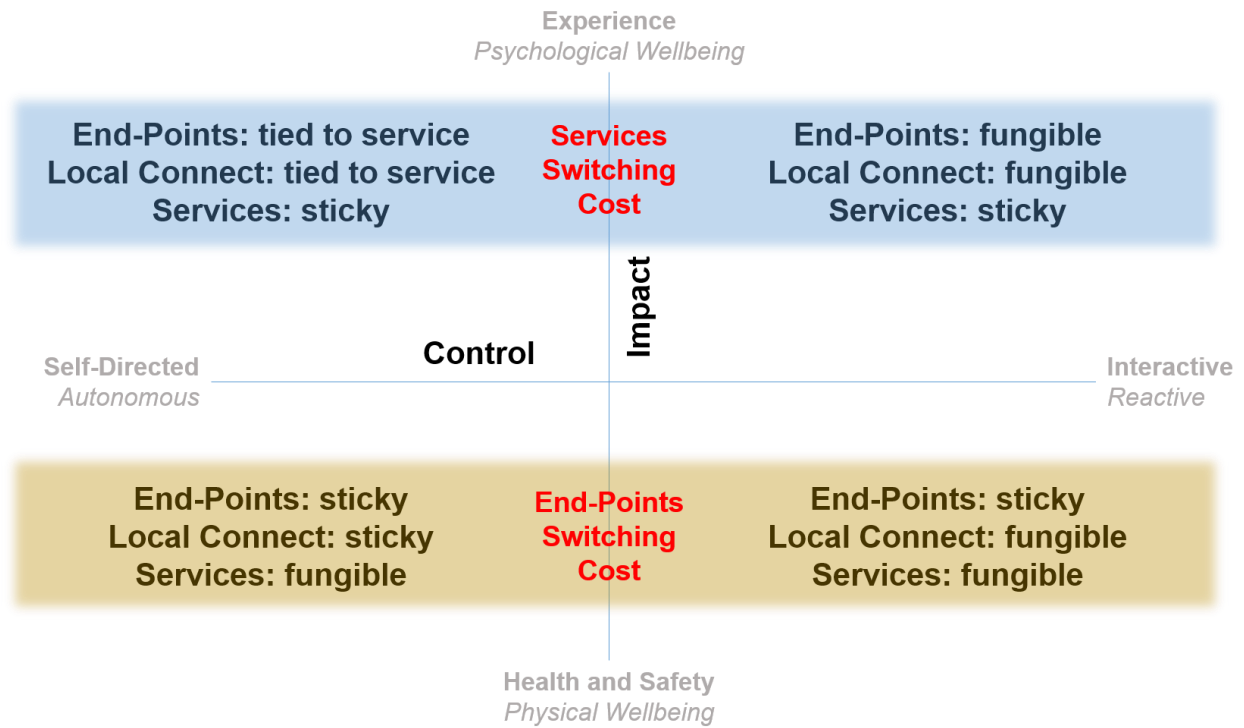 Experience
Psychological Wellbeing
End-Points: tied to service
Local Connect: tied to service
Services: sticky
Services
Switching
Cost
End-Points: fungible
Local Connect: fungible
Services: sticky
Impact
Control
Self-Directed
Autonomous
Interactive
Reactive
End-Points: sticky
Local Connect: sticky
Services: fungible
End-Points
Switching
Cost
End-Points: sticky
Local Connect: fungible
Services: fungible
Health and Safety
Physical Wellbeing